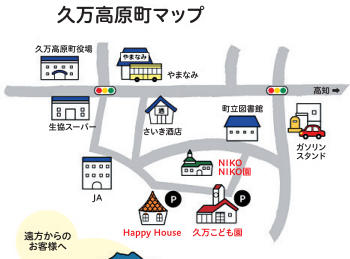 久万高原町マップ
久万高原町役場
やまなみ
やまなみ
高知
生協スーパー
さいき酒店
酒
町立図書館
ガソリン
スタンド
NIKO
NIKO園
JA
P
P
Happy House
久万こども園
遠方からの
お客様へ